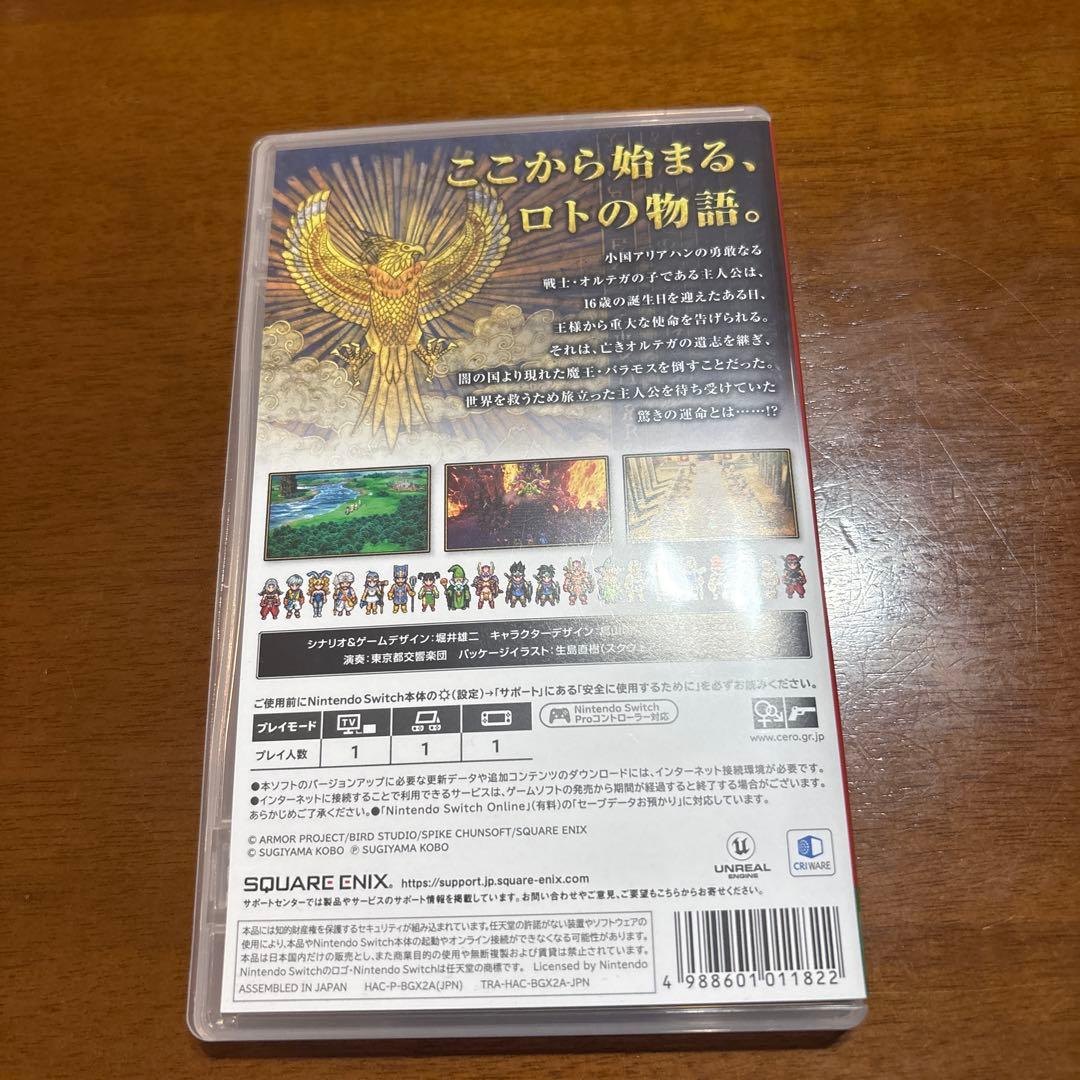 ここから始まる、
ロトの物語。
小国アリアハンの勇敢なる
戦士・オルテガの子である主人公は、
16歳の誕生日を迎えたある日、
王様から重大な使命を告げられる。
それは、亡きオルテガの遺志を継ぎ、
闇の国より現れた魔王・バラモスを倒すことだった。
世界を救うため旅立った主人公を待ち受けていた
驚きの運命とは……!?
シナリオ&ゲームデザイン:堀井雄二 キャラクターデザイン:
演奏:東京都交響楽団 パッケージイラスト:生島直樹(スクウェア
ご使用前にNintendo Switch本体の(設定)→「サポート」にある「安全に使用するために」を必ずお読みください。
プレイモード TV
プレイ人数 1 1 1
Nintendo Switch
Proコントローラー対応
www.cero.gr.jp
●本ソフトのバージョンアップに必要な更新データや追加コンテンツのダウンロードには、インターネット接続環境が必要です。
●インターネットに接続することで利用できるサービスは、ゲームソフトの発売から期間が経過すると終了する場合がございます。
あらかじめご了承ください。●「Nintendo Switch Online」(有料)の「セーブデータお預かり」に対応しています。
© ARMOR PROJECT/BIRD STUDIO/SPIKE CHUNSOFT/SQUARE ENIX
© SUGIYAMA KOBO ℗ SUGIYAMA KOBO
UNREAL
ENGINE
CRIWARE
SQUARE ENIX. https://support.jp.square-enix.com
サポートセンターでは製品やサービスのサポート情報を掲載しています。お問い合わせやご意見、ご要望もこちらからお寄せください。
本品には知的財産権を保護するセキュリティが組み込まれています。任天堂の許諾がない装置やソフトウェアの
使用により、本品やNintendo Switch本体の起動やオンライン接続ができなくなる可能性があります。
本品は日本国内だけの販売とし、また商業目的の使用や無断複製および賃貸は禁止されています。
Nintendo Switchのロゴ・Nintendo Switchは任天堂の商標です。 Licensed by Nintendo
ASSEMBLED IN JAPAN HAC-P-BGX2A(JPN) TRA-HAC-BGX2A-JPN
4 988601 011822